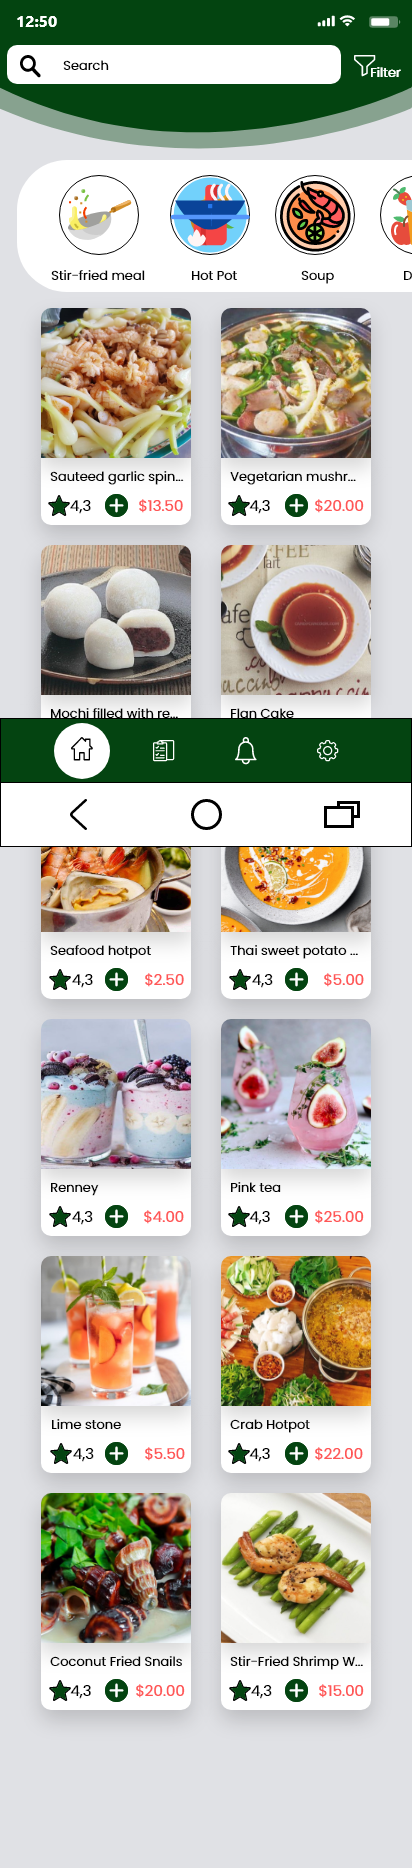 12:50
Search
Filter
Stir-fried meal
Hot Pot
Soup
D
Sauteed garlic spin...
Vegetarian mushr...
4,3
$13.50
4,3
$20.00
FEE
fait
afe
Mochi filled with re...
Flan Cake
Seafood hotpot
Thai sweet potato ...
4,3
$2.50
4,3
$5.00
Renney
Pink tea
4,3
$4.00
4,3
$25.00
Lime stone
Crab Hotpot
4,3
$5.50
4,3
$22.00
Coconut Fried Snails
Stir-Fried Shrimp W...
4,3
$20.00
4,3
$15.00